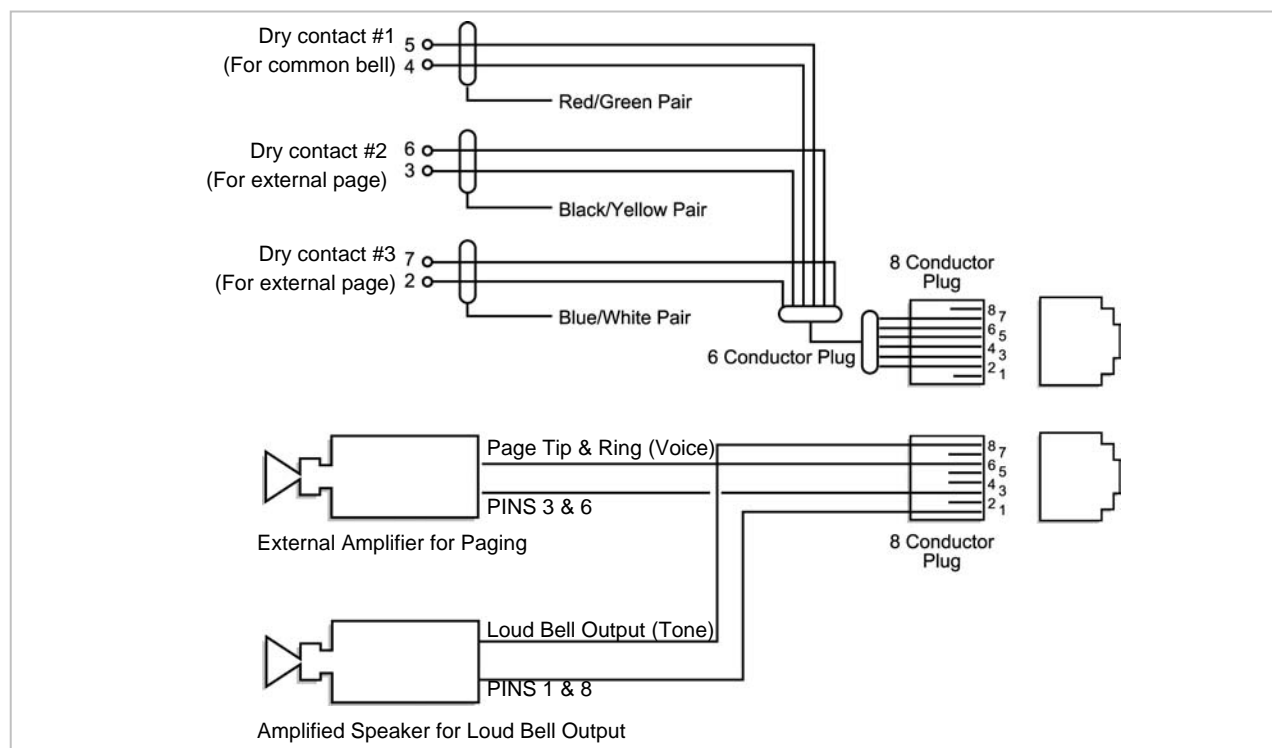 Dry contact #1
(For common bell)
5
4
Red/Green Pair
Dry contact #2
(For external page)
6
3
Black/Yellow Pair
Dry contact #3
(For external page)
7
2
Blue/White Pair
6 Conductor Plug
8 Conductor
Plug
8
7
6
5
4
3
2
1
Page Tip & Ring (Voice)
PINS 3 & 6
External Amplifier for Paging
8
7
6
5
4
3
2
1
8 Conductor
Plug
Loud Bell Output (Tone)
PINS 1 & 8
Amplified Speaker for Loud Bell Output